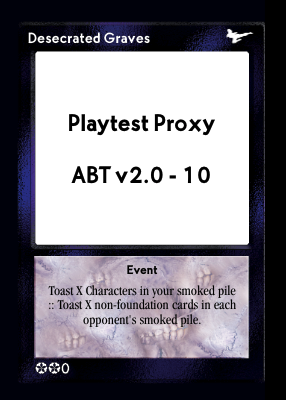 Desecrated Graves
Playtest Proxy
ABT v2.0 - 10
Event
Toast X Characters in your smoked pile
:: Toast X non-foundation cards in each
opponent's smoked pile.
0